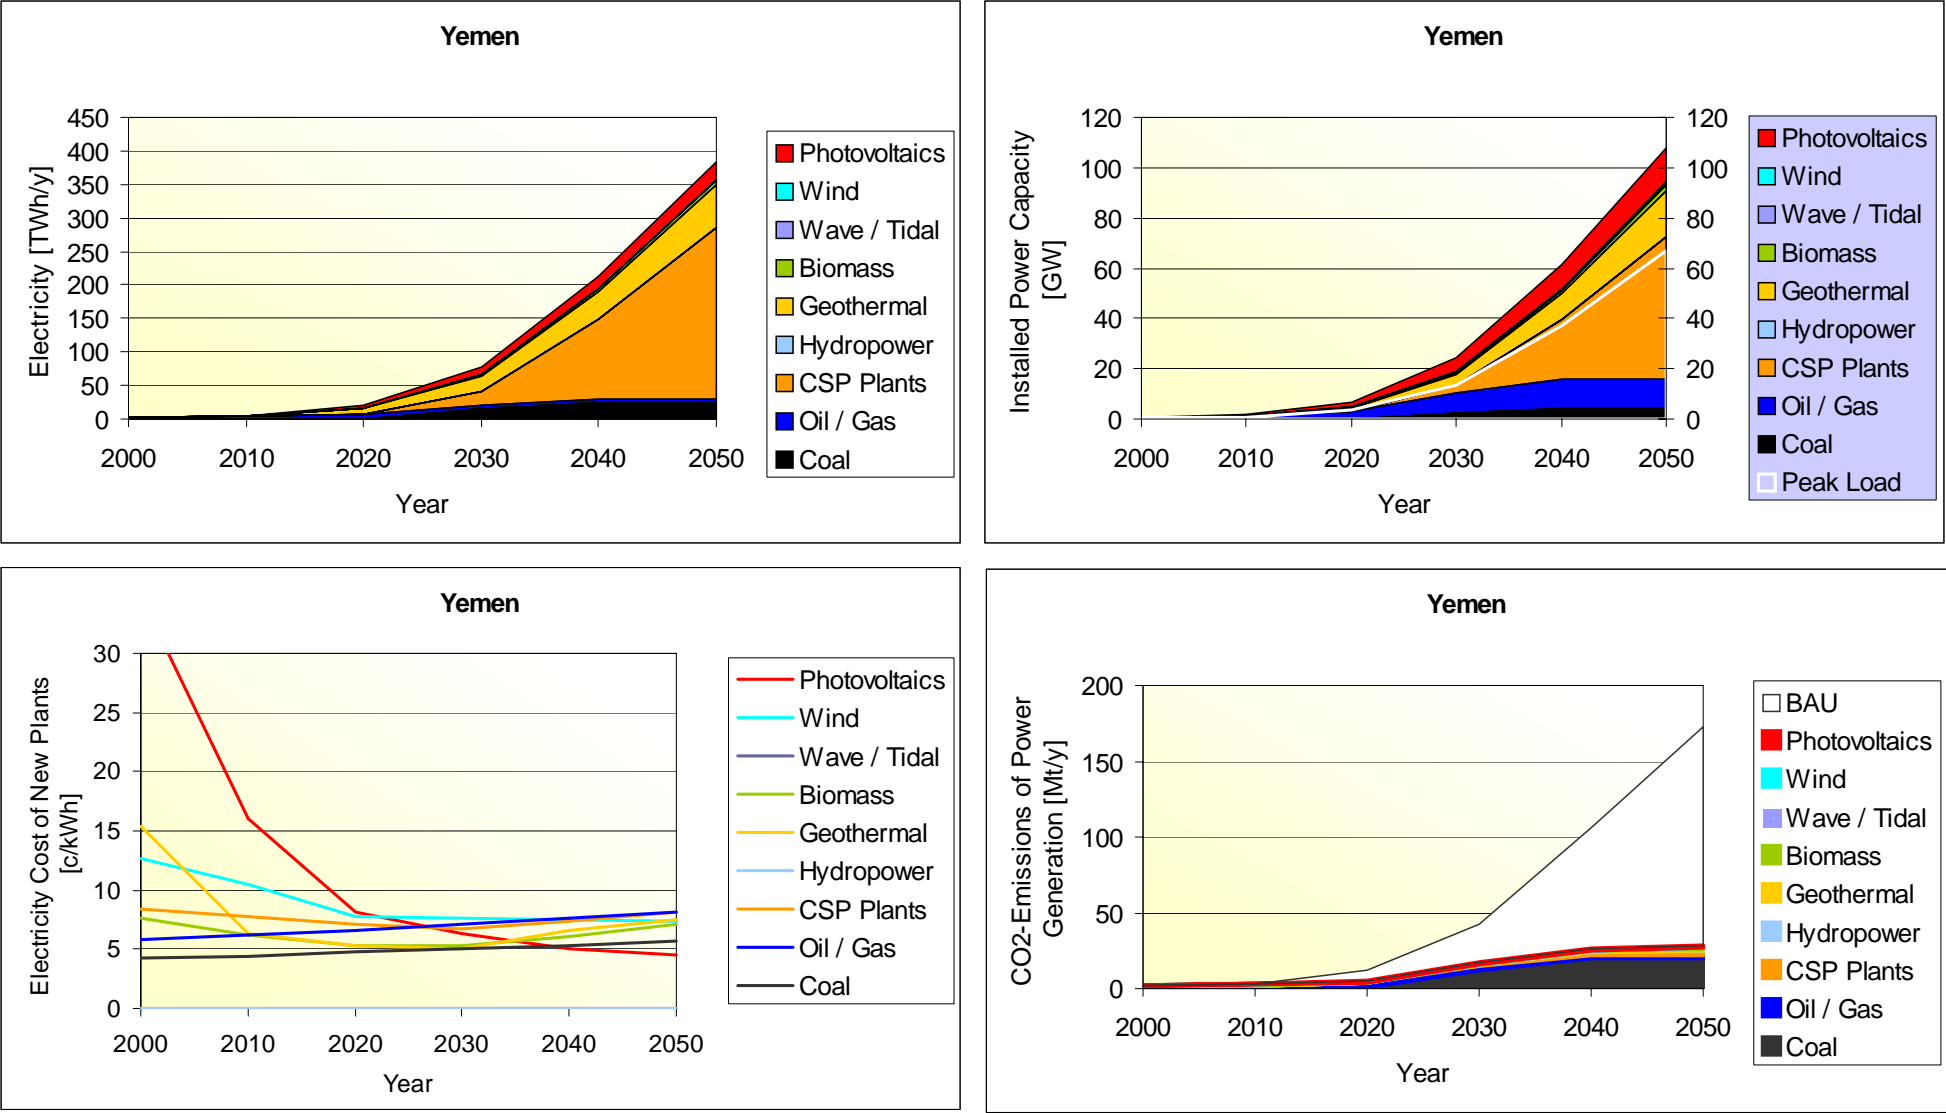 Yemen
Electricity [TWh/y]
450
400
350
300
250
200
150
100
50
0
2000 2010 2020 2030 2040 2050
Year
Photovoltaics
Wind
Wave / Tidal
Biomass
Geothermal
Hydropower
CSP Plants
Oil / Gas
Coal
Yemen
Installed Power Capacity
[GW]
120
100
80
60
40
20
0
120
100
80
60
40
20
0
2000 2010 2020 2030 2040 2050
Year
Photovoltaics
Wind
Wave / Tidal
Biomass
Geothermal
Hydropower
CSP Plants
Oil / Gas
Coal
Peak Load
Yemen
Electricity Cost of New Plants
[c/kWh]
30
25
20
15
10
5
0
2000 2010 2020 2030 2040 2050
Year
Photovoltaics
Wind
Wave / Tidal
Biomass
Geothermal
Hydropower
CSP Plants
Oil / Gas
Coal
Yemen
CO2-Emissions of Power
Generation [Mt/y]
200
150
100
50
0
2000 2010 2020 2030 2040 2050
Year
BAU
Photovoltaics
Wind
Wave / Tidal
Biomass
Geothermal
Hydropower
CSP Plants
Oil / Gas
Coal